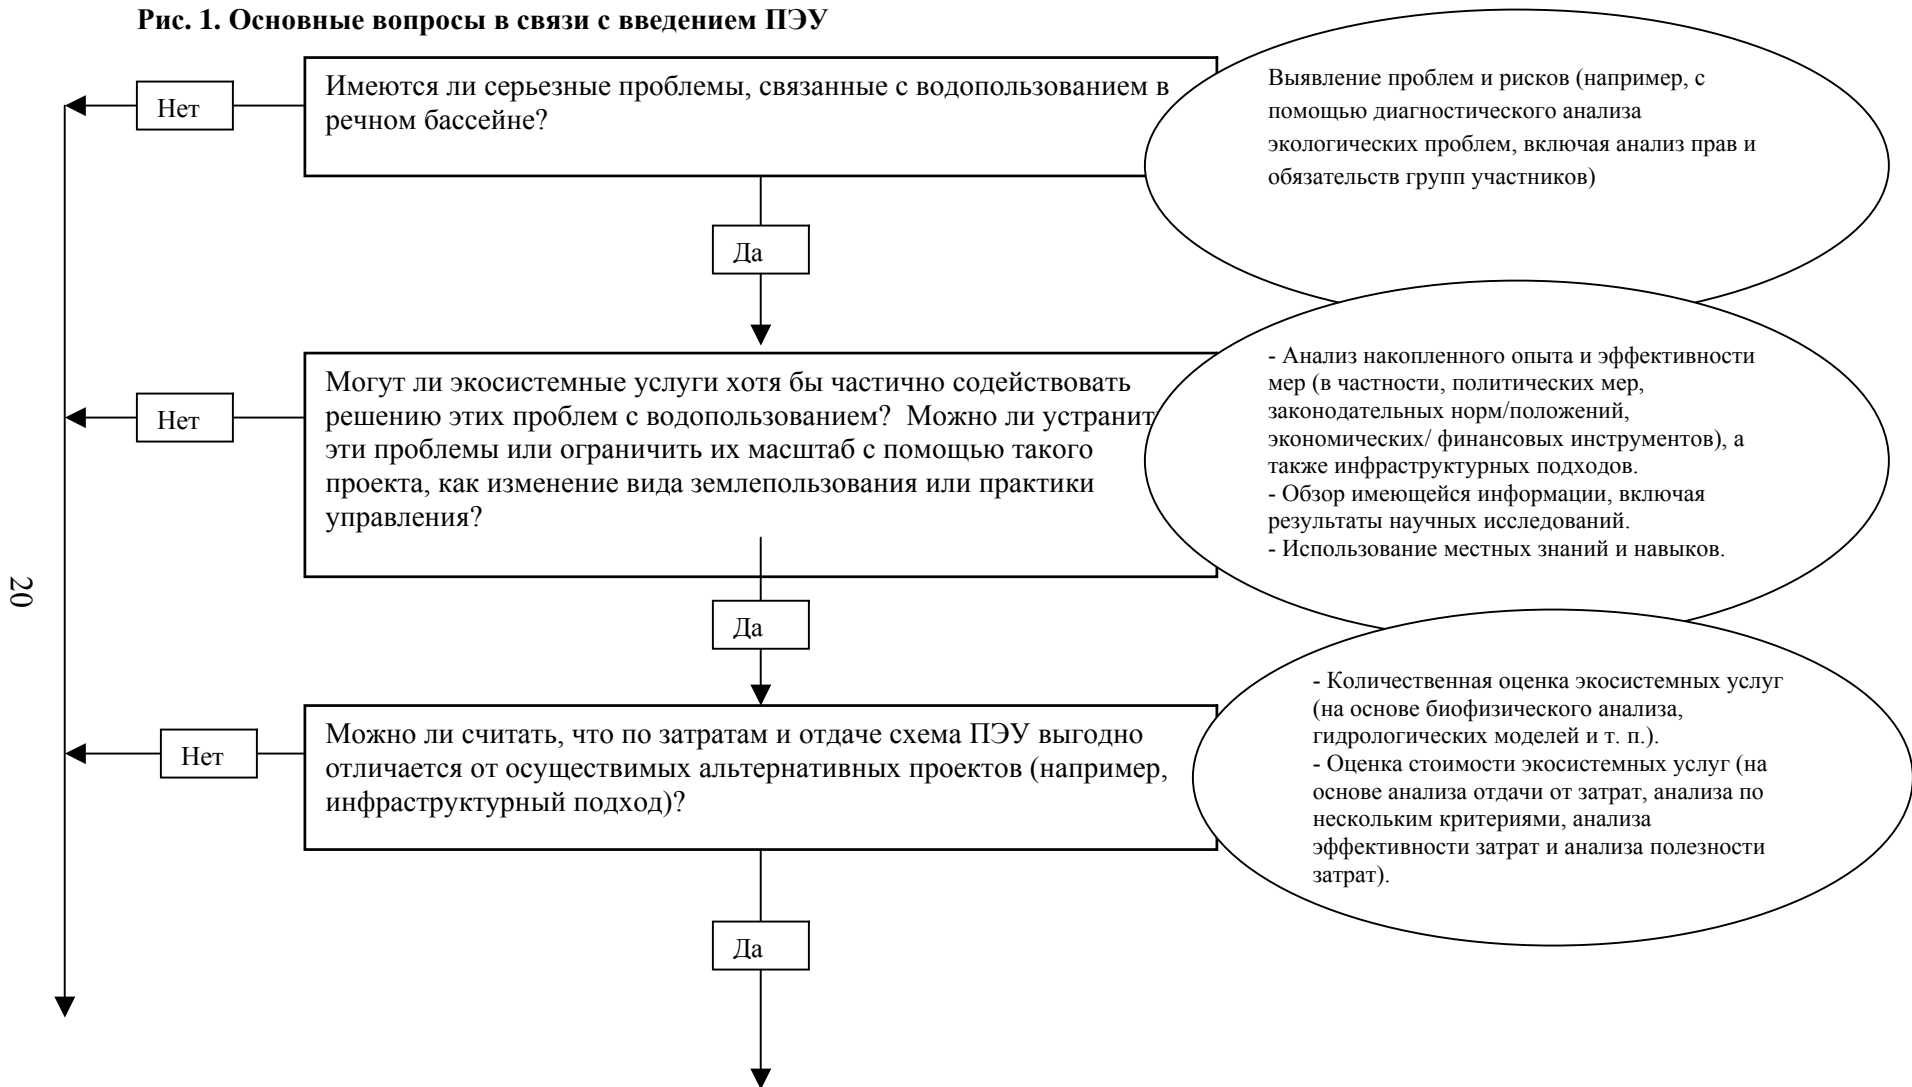 Рис. 1. Основные вопросы в связи с введением ПЭУ
Имеются ли серьезные проблемы, связанные с водопользованием в
речном бассейне?
Нет
Выявление проблем и рисков (например, с
помощью диагностического анализа
экологических проблем, включая анализ прав и
обязательств групп участников)
Да
Могут ли экосистемные услуги хотя бы частично содействовать
решению этих проблем с водопользованием? Можно ли устранит
эти проблемы или ограничить их масштаб с помощью такого
проекта, как изменение вида землепользования или практики
управления?
Нет
- Анализ накопленного опыта и эффективности
мер (в частности, политических мер,
законодательных норм/положений,
экономических/ финансовых инструментов), а
также инфраструктурных подходов.
- Обзор имеющейся информации, включая
результаты научных исследований.
- Использование местных знаний и навыков.
20
Да
Можно ли считать, что по затратам и отдаче схема ПЭУ выгодно
отличается от осуществимых альтернативных проектов (например,
инфраструктурный подход)?
Нет
- Количественная оценка экосистемных услуг
(на основе биофизического анализа,
гидрологических моделей и т. п.).
- Оценка стоимости экосистемных услуг (на
основе анализа отдачи от затрат, анализа по
нескольким критериями, анализа
эффективности затрат и анализа полезности
затрат).
Да